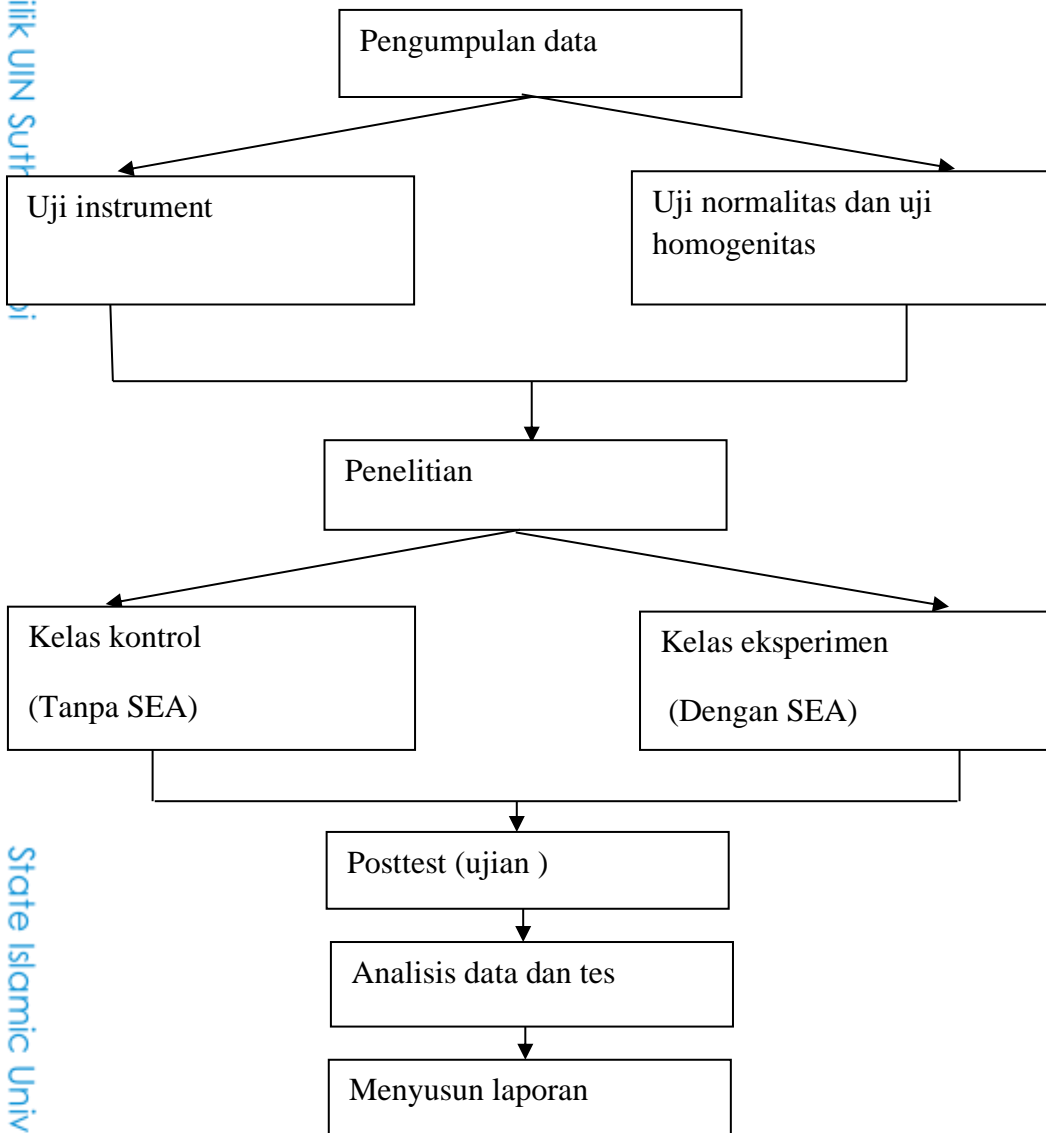 Pengumpulan data
Uji instrument
Uji normalitas dan uji
homogenitas
Penelitian
Kelas kontrol
(Tanpa SEA)
Kelas eksperimen
(Dengan SEA)
Posttest (ujian )
Analisis data dan tes
Menyusun laporan
UIN
State Islamic